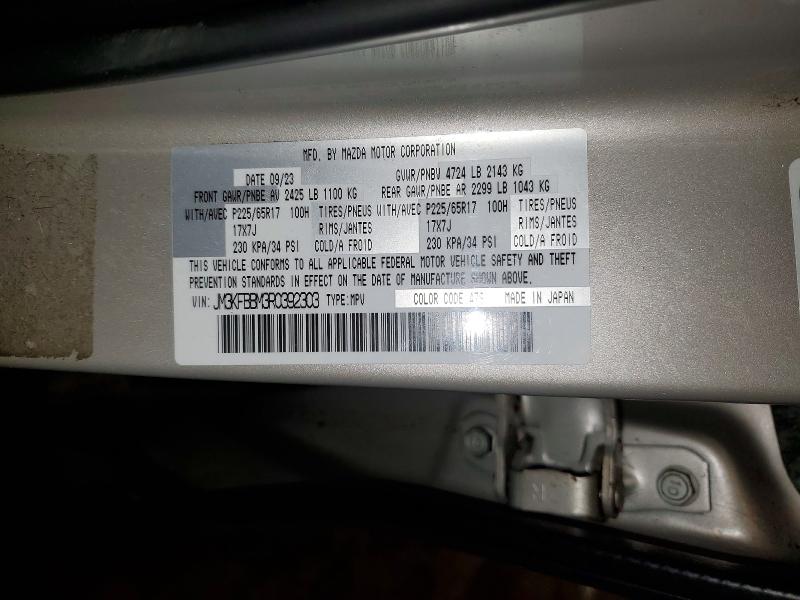 MFD. BY MAZDA MOTOR CORPORATION
DATE 09/23 GVWR/PNBV 4724 LB 2143 KG
FRONT GAWR/PNBE AV 2425 LB 1100 KG REAR GAWR/PNBE AR 2299 LB 1043 KG
WITH/AVEC P225/65R17 100H TIRES/PNEUS WITH/AVEC P225/65R17 100H TIRES/PNEUS
17X7J RIMS/JANTES 17X7J RIMS/JANTES
230 KPA/34 PSI COLD/A FROID 230 KPA/34 PSI COLD/A FROID
THIS VEHICLE CONFORMS TO ALL APPLICABLE FEDERAL MOTOR VEHICLE SAFETY AND THEFT
PREVENTION STANDARDS IN EFFECT ON THE DATE OF MANUFACTURE SHOWN ABOVE.
VIN: JM3KFBBM3R0392303 TYPE:MPV COLOR CODE 47S MADE IN JAPAN
10